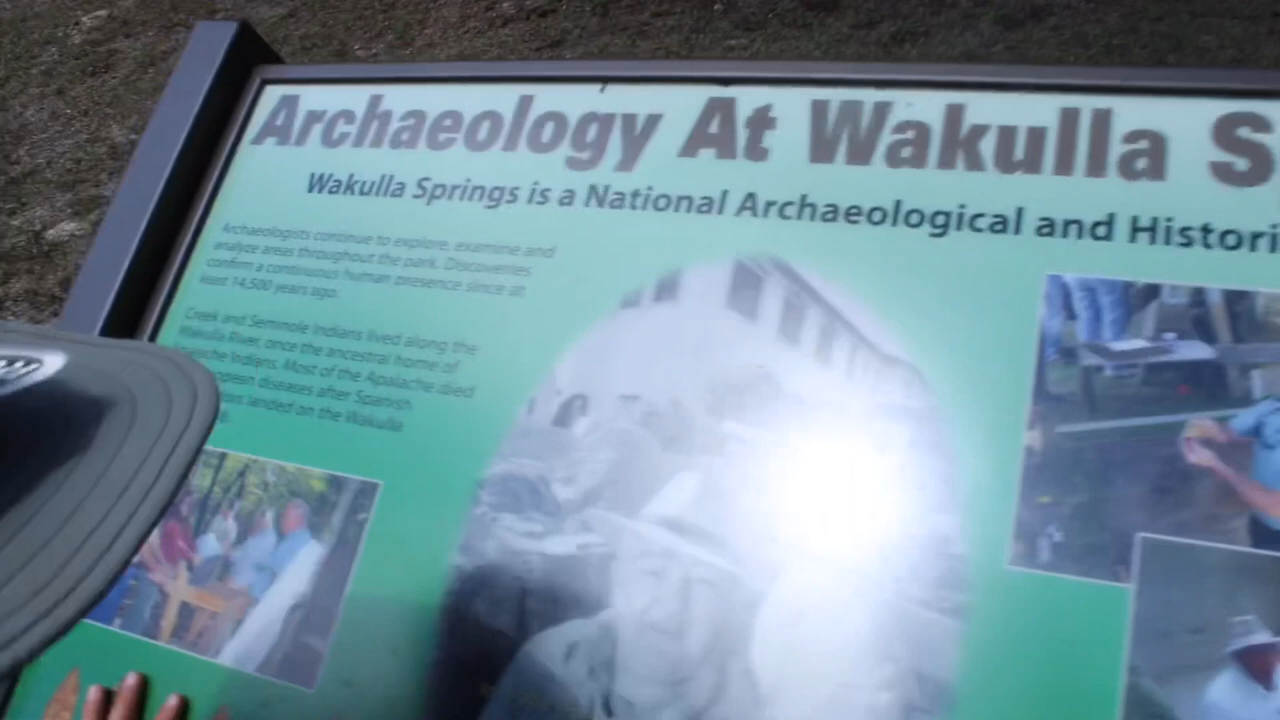 Archaeology At Wakulla S
Wakulla Springs is a National Archaeological and Histori
Archaeologists continue to explore, examine and
analyze areas throughout the park. Discoveries
confirm a continuous human presence since at
least 14,500 years ago.
Creek and Seminole Indians lived along the
Wakulla River, once the ancestral home of
Indians. Most of the Apalache died
diseases after Spanish
landed on the Wakulla